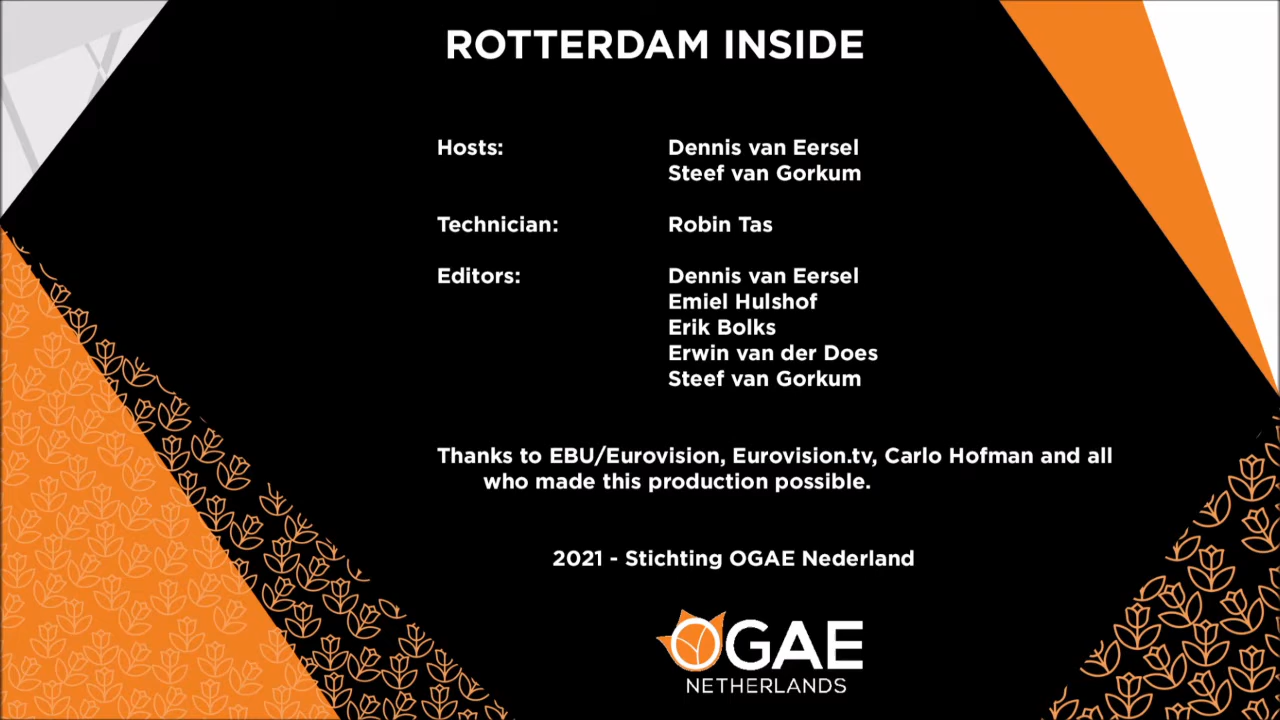 ROTTERDAM INSIDE
Hosts: Dennis van Eersel
Steef van Gorkum
Technician: Robin Tas
Editors: Dennis van Eersel
Emiel Hulshof
Erik Bolks
Erwin van der Does
Steef van Gorkum
Thanks to EBU/Eurovision, Eurovision.tv, Carlo Hofman and all
who made this production possible.
2021 - Stichting OGAE Nederland
OGAE
NETHERLANDS